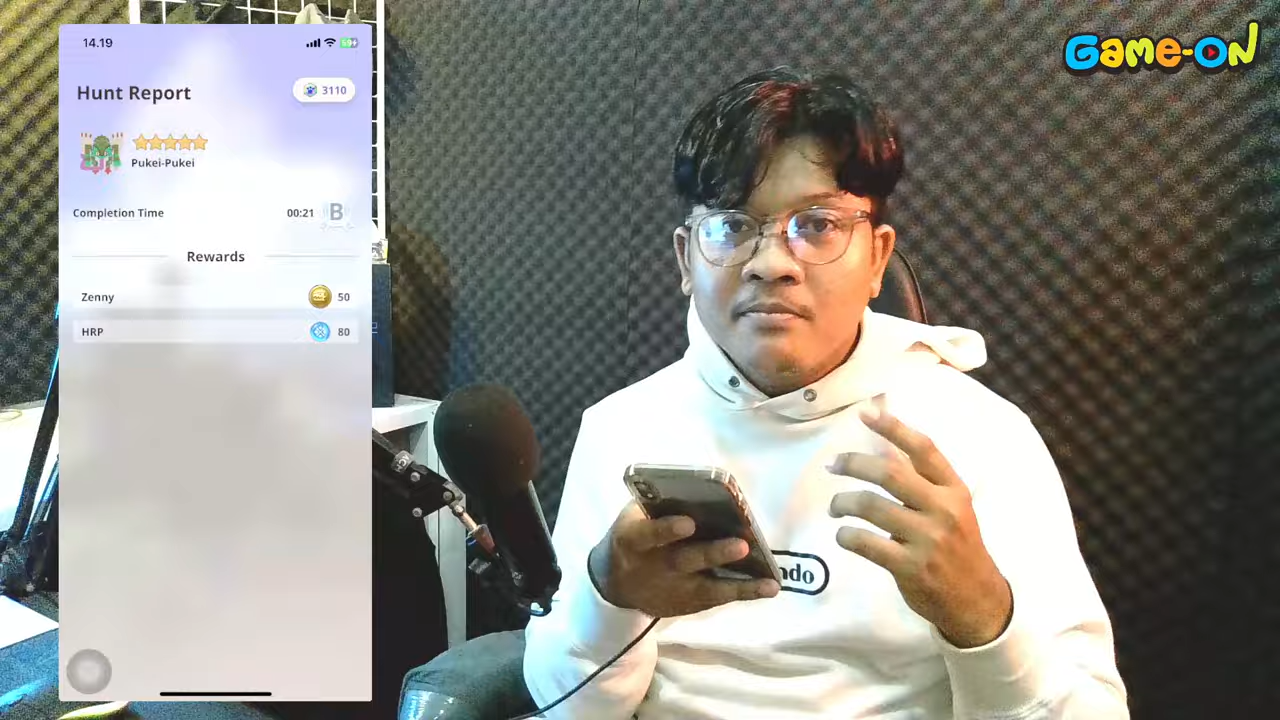 GAME-ON
14.19
59
Hunt Report
3110
Pukei-Pukei
Completion Time
00:21
B
Rewards
Zenny
50
HRP
80
ndo